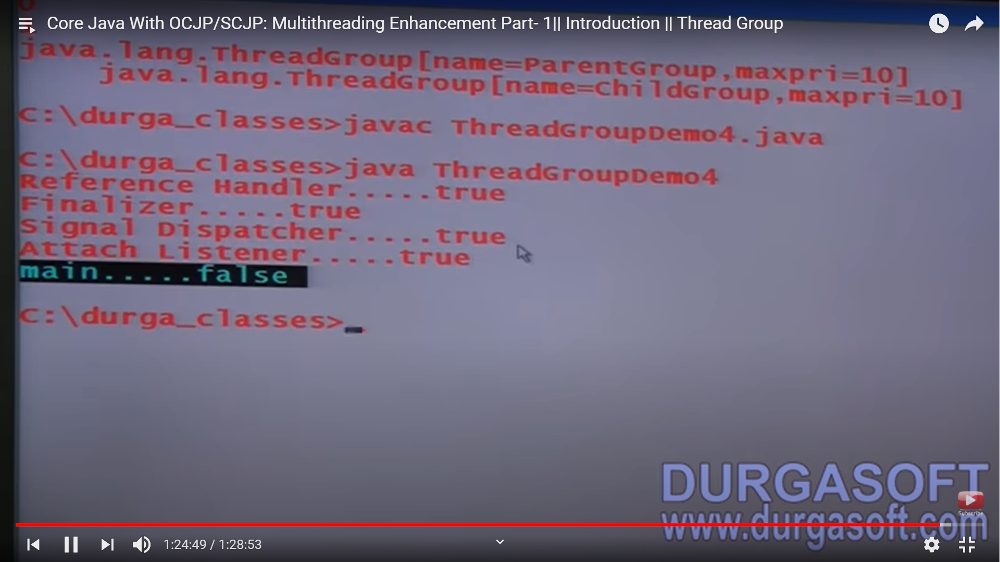 Core Java With OCJP/SCJP: Multithreading Enhancement Part- 1|| Introduction || Thread Group
java.lang.ThreadGroup[name=ParentGroup,maxpri=10]
java.lang.ThreadGroup[name=ChildGroup,maxpri=10]
C:\durga_classes>javac ThreadGroupDemo4.java
C:\durga_classes>java ThreadGroupDemo4
Reference Handler.....true
Finalizer.....true
Signal Dispatcher.....true
Attach Listener.....true
main.....false
C:\durga_classes>_
DURGASOFT
Subscribe
www.durgasoft.com
1:24:49 / 1:28:53